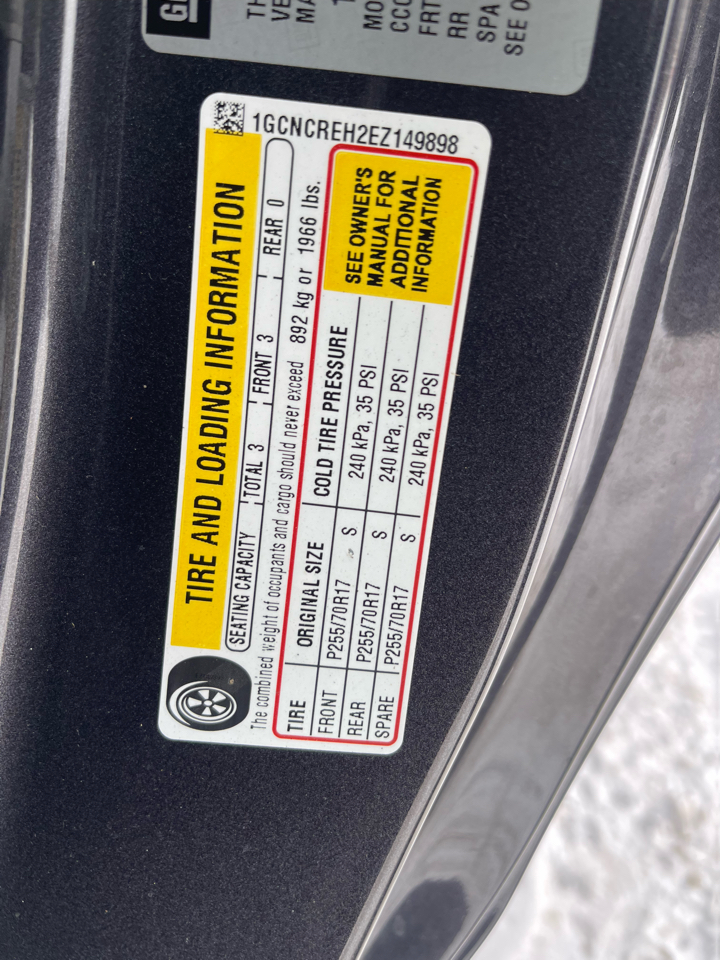 1GCNCREH2EZ149898
TIRE AND LOADING INFORMATION
SEATING CAPACITY TOTAL 3 FRONT 3 REAR 0
The combined weight of occupants and cargo should never exceed 892 kg or 1966 lbs.
TIRE ORIGINAL SIZE COLD TIRE PRESSURE
FRONT P255/70R17 S 240 kPa, 35 PSI
REAR P255/70R17 S 240 kPa, 35 PSI
SPARE P255/70R17 S 240 kPa, 35 PSI
SEE OWNER'S
MANUAL FOR
ADDITIONAL
INFORMATION
FRT
RR
SPA